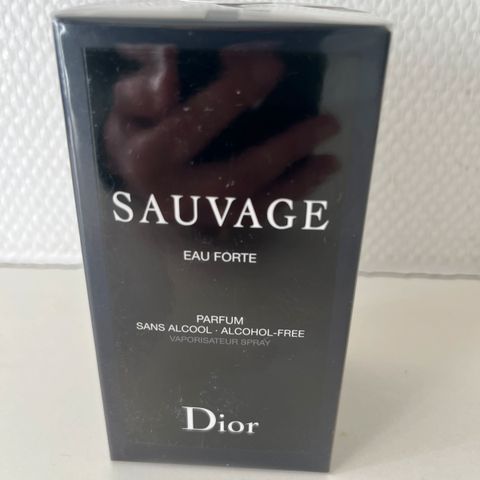 SAUVAGE
EAU FORTE
PARFUM
SANS ALCOOL · ALCOHOL-FREE
VAPORISATEUR SPRAY
Dior